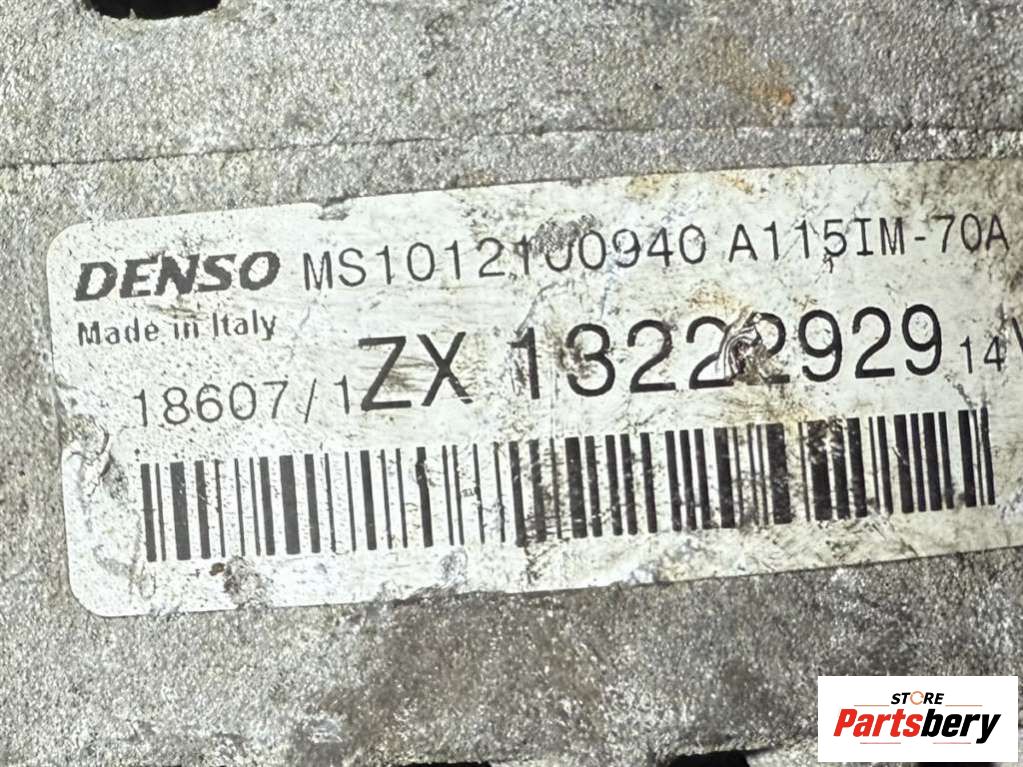 DENSO MS1012100940 A115IM-70A
Made in Italy
18607/1 ZX 13222929 14V
STORE
Partsbery